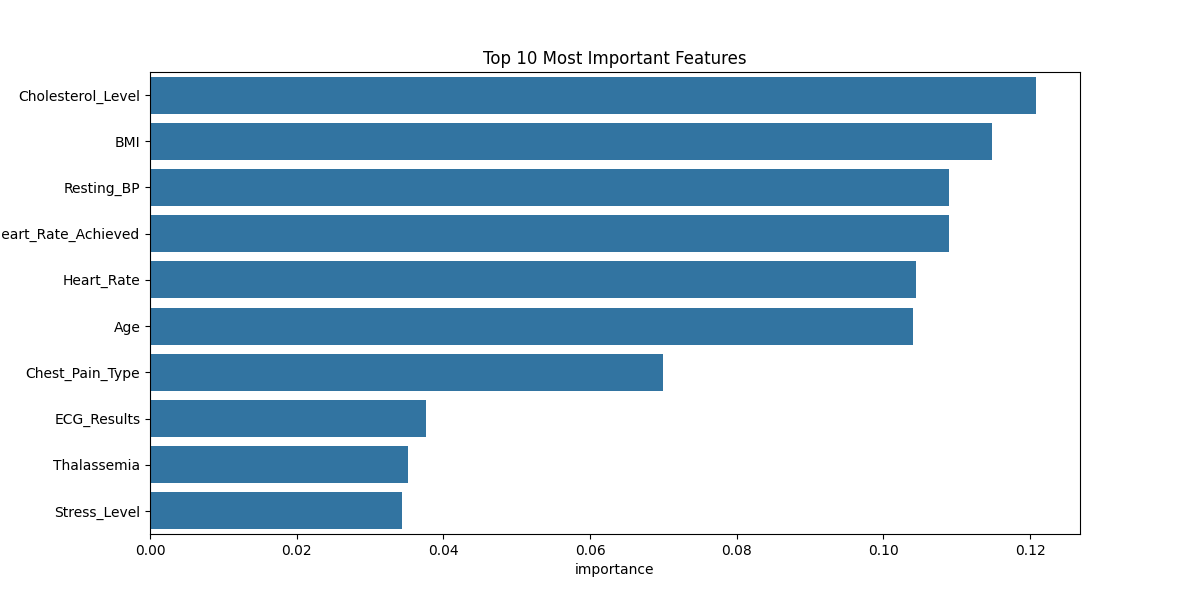 Top 10 Most Important Features
Cholesterol_Level
BMI
Resting_BP
eart_Rate_Achieved
Heart_Rate
Age
Chest_Pain_Type
ECG_Results
Thalassemia
Stress_Level
0.00 0.02 0.04 0.06 0.08 0.10 0.12
importance